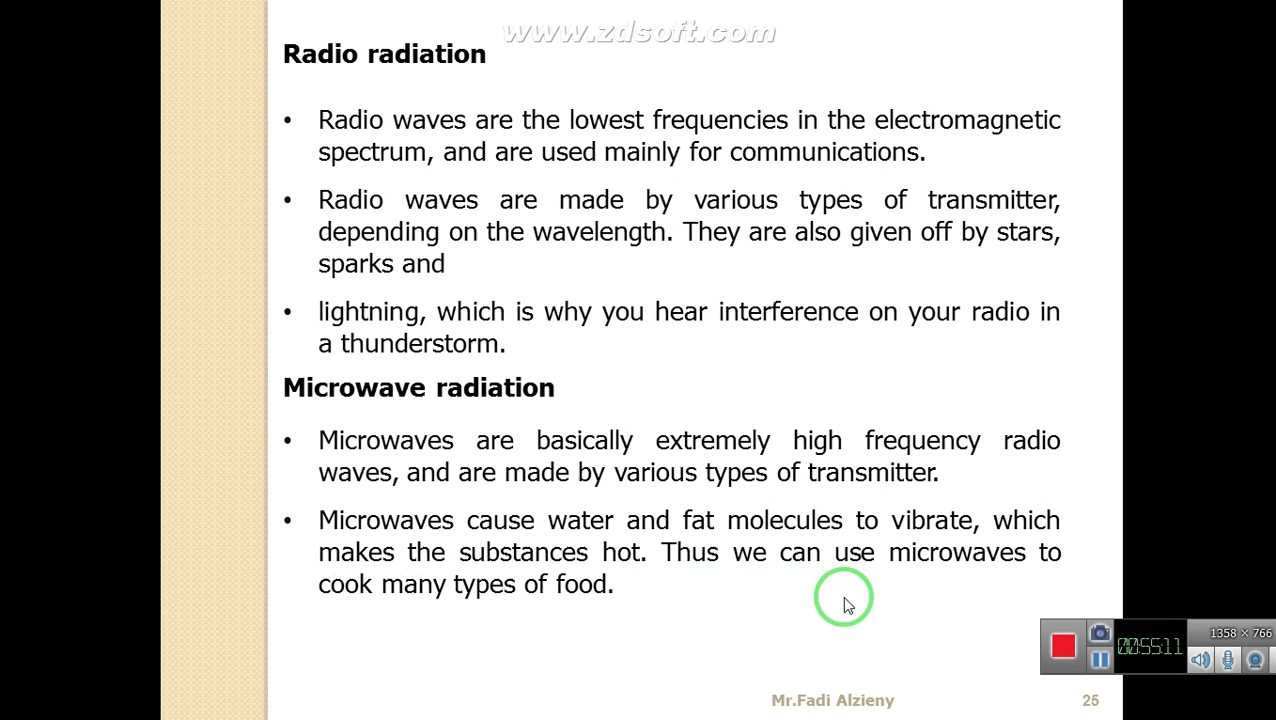 www.zdsoft.com
Radio radiation
• Radio waves are the lowest frequencies in the electromagnetic
spectrum, and are used mainly for communications.
• Radio waves are made by various types of transmitter,
depending on the wavelength. They are also given off by stars,
sparks and
• lightning, which is why you hear interference on your radio in
a thunderstorm.
Microwave radiation
• Microwaves are basically extremely high frequency radio
waves, and are made by various types of transmitter.
• Microwaves cause water and fat molecules to vibrate, which
makes the substances hot. Thus we can use microwaves to
cook many types of food.
1358 × 766
00:55:11
Mr.Fadi Alzieny
25